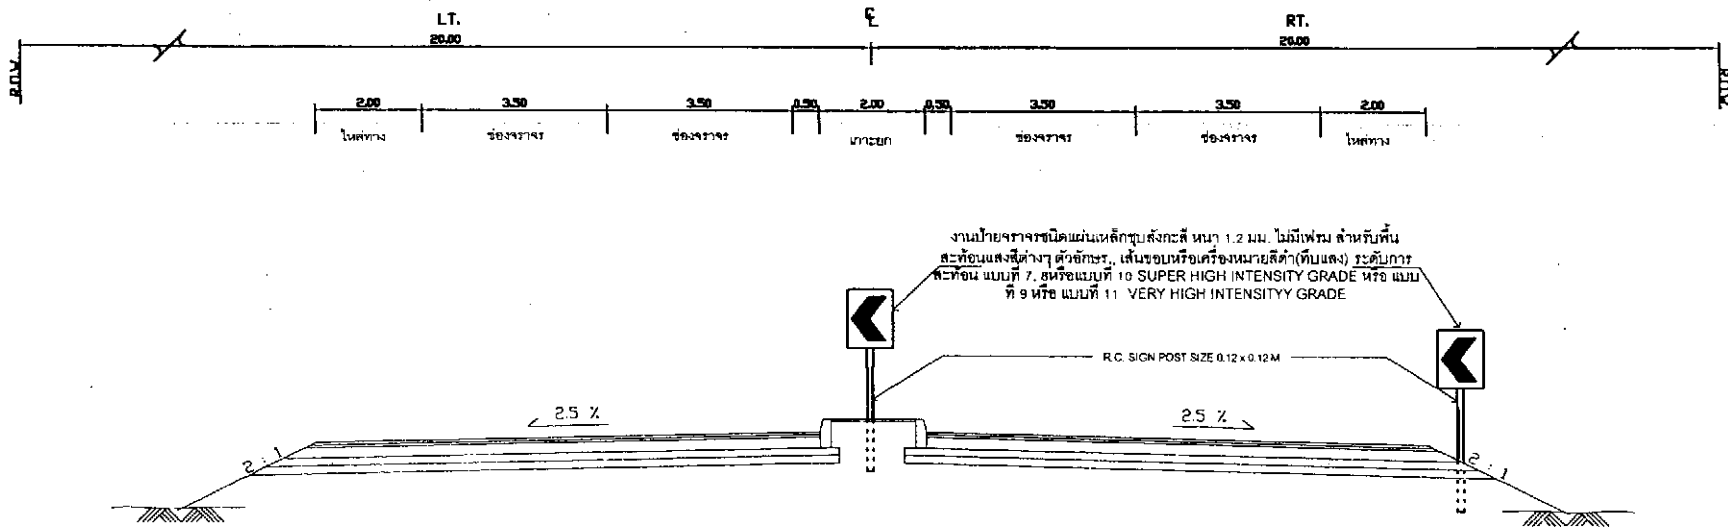 LT.
℄
RT.
20.00
20.00
R.O.W.
R.O.W.
2.00 3.50 3.50 0.50 2.00 0.50 3.50 3.50 2.00
ไหล่ทาง ช่องจราจร ช่องจราจร เกาะยก ช่องจราจร ช่องจราจร ไหล่ทาง
งานป้ายจราจรชนิดแผ่นเหล็กชุบสังกะสี หนา 1.2 มม. ไม่มีเฟรม สำหรับพื้น
สะท้อนแสงสีต่างๆ ตัวอักษร,, เส้นขอบหรือเครื่องหมายสีดำ(ทึบแสง) ระดับการ
สะท้อน แบบที่ 7, 8หรือแบบที่ 10 SUPER HIGH INTENSITY GRADE หรือ แบบ
ที่ 9 หรือ แบบที่ 11 VERY HIGH INTENSITYY GRADE
R.C. SIGN POST SIZE 0.12 x 0.12 M
2.5 %
2.5 %
2 : 1
2 : 1